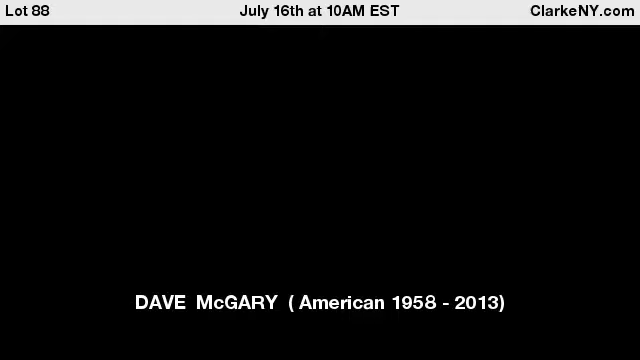 Lot 88 July 16th at 10AM EST ClarkeNY.com
DAVE McGARY ( American 1958 - 2013)